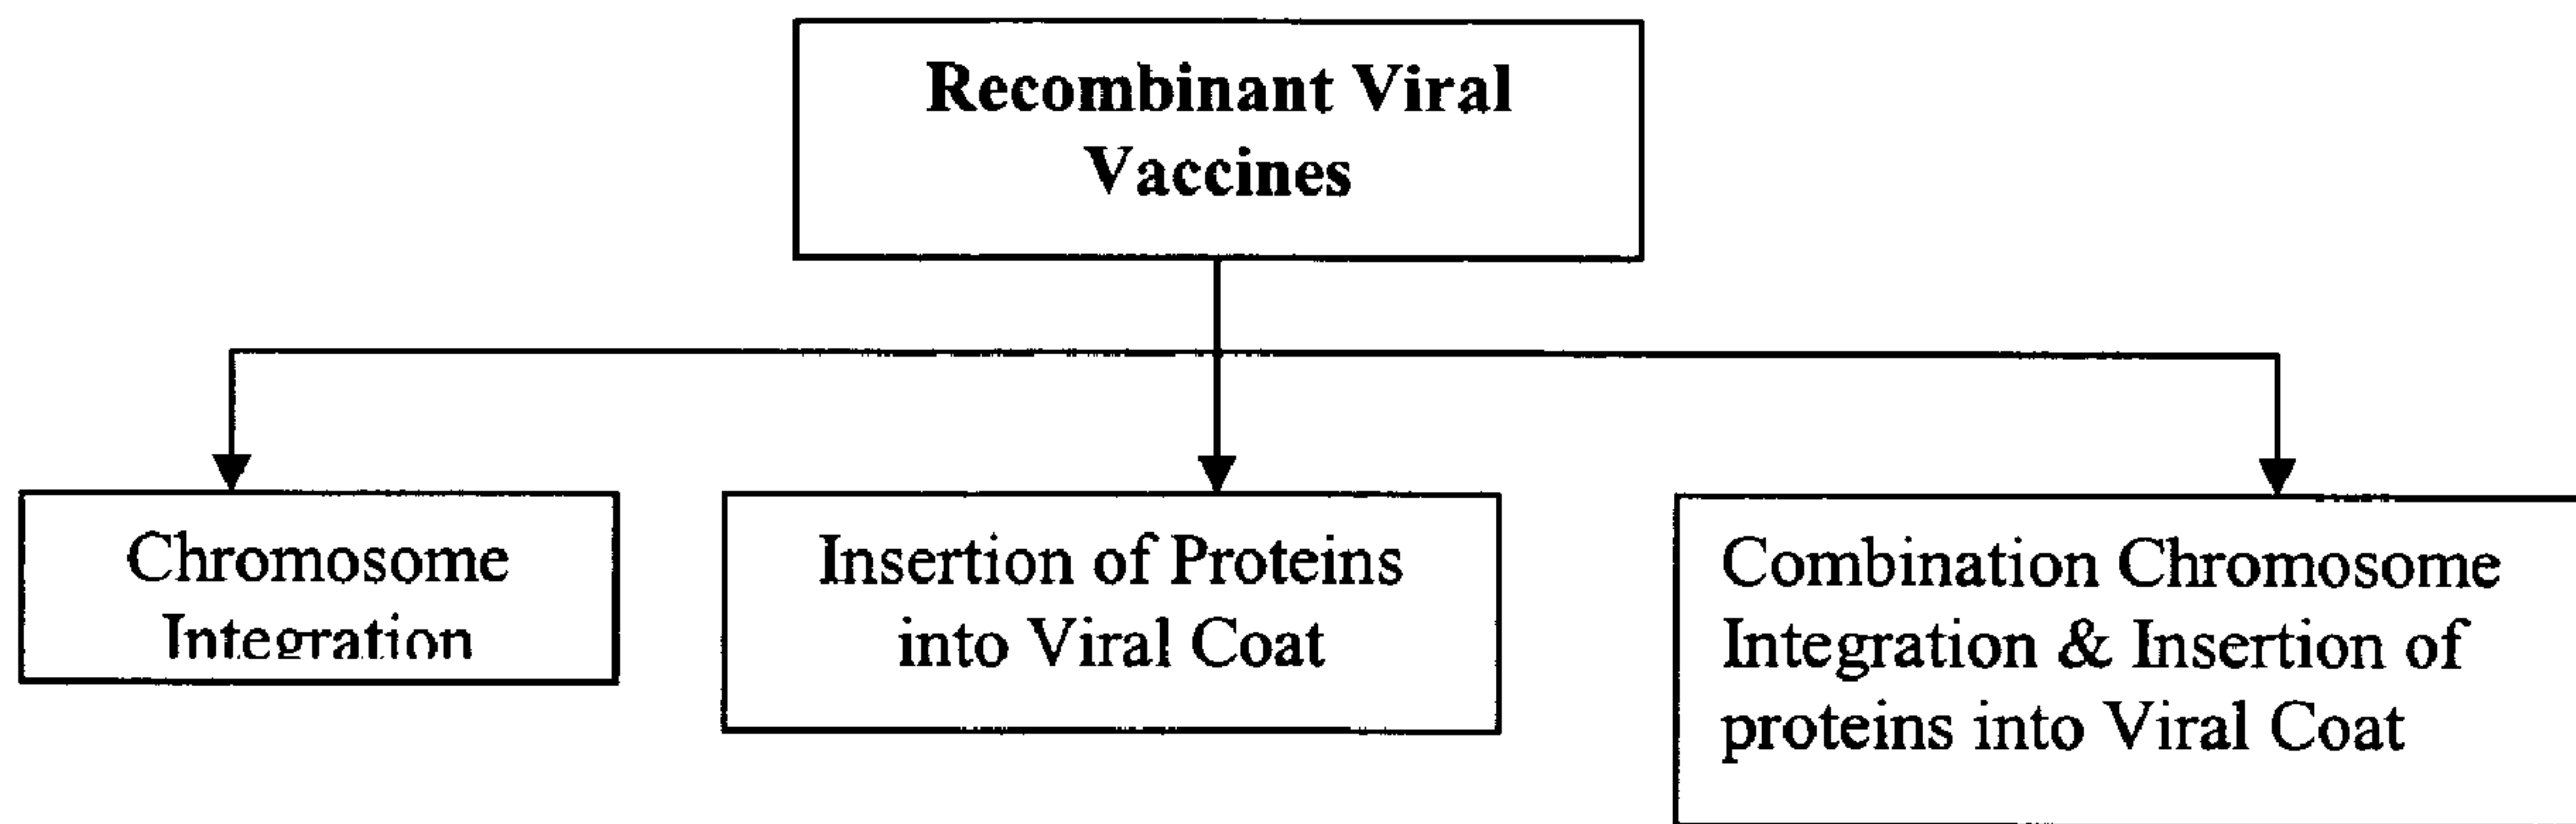 Recombinant Viral
Vaccines
Chromosome
Integration
Insertion of Proteins
into Viral Coat
Combination Chromosome
Integration & Insertion of
proteins into Viral Coat